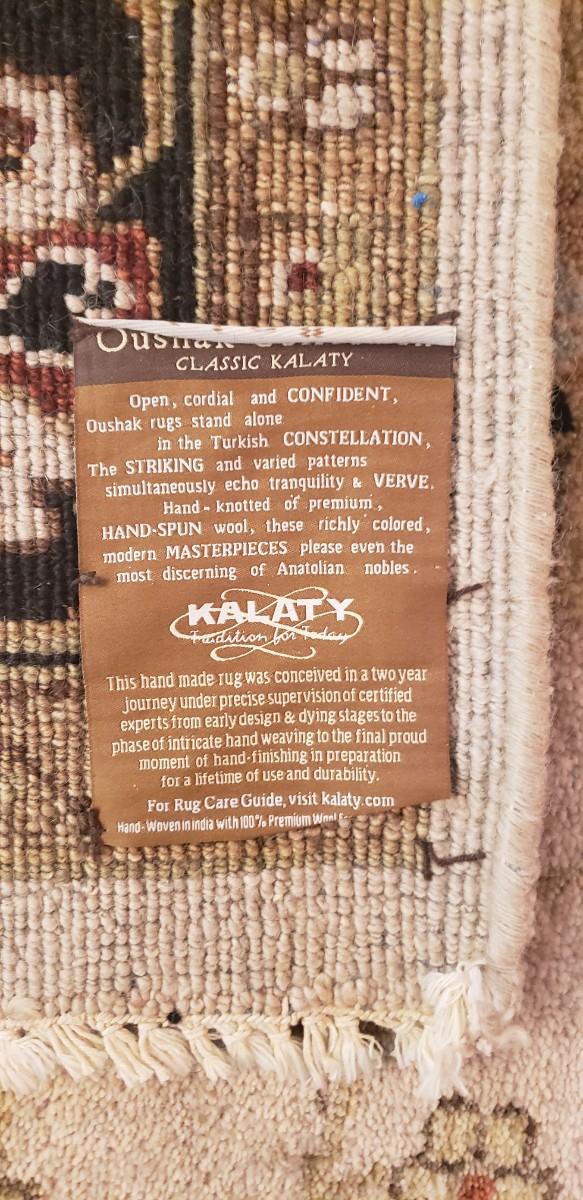 Oushak
CLASSIC KALATY
Open, cordial and CONFIDENT,
Oushak rugs stand alone
in the Turkish CONSTELLATION,
The STRIKING and varied patterns
simultaneously echo tranquility & VERVE.
Hand-knotted of premium,
HAND-SPUN wool, these richly colored,
modern MASTERPIECES please even the
most discerning of Anatolian nobles.
KALATY
Tradition for Today
This hand made rug was conceived in a two year
journey under precise supervision of certified
experts from early design & dying stages to the
phase of intricate hand weaving to the final proud
moment of hand-finishing in preparation
for a lifetime of use and durability.
For Rug Care Guide, visit kalaty.com
Hand-Woven in india with 100% Premium Wool